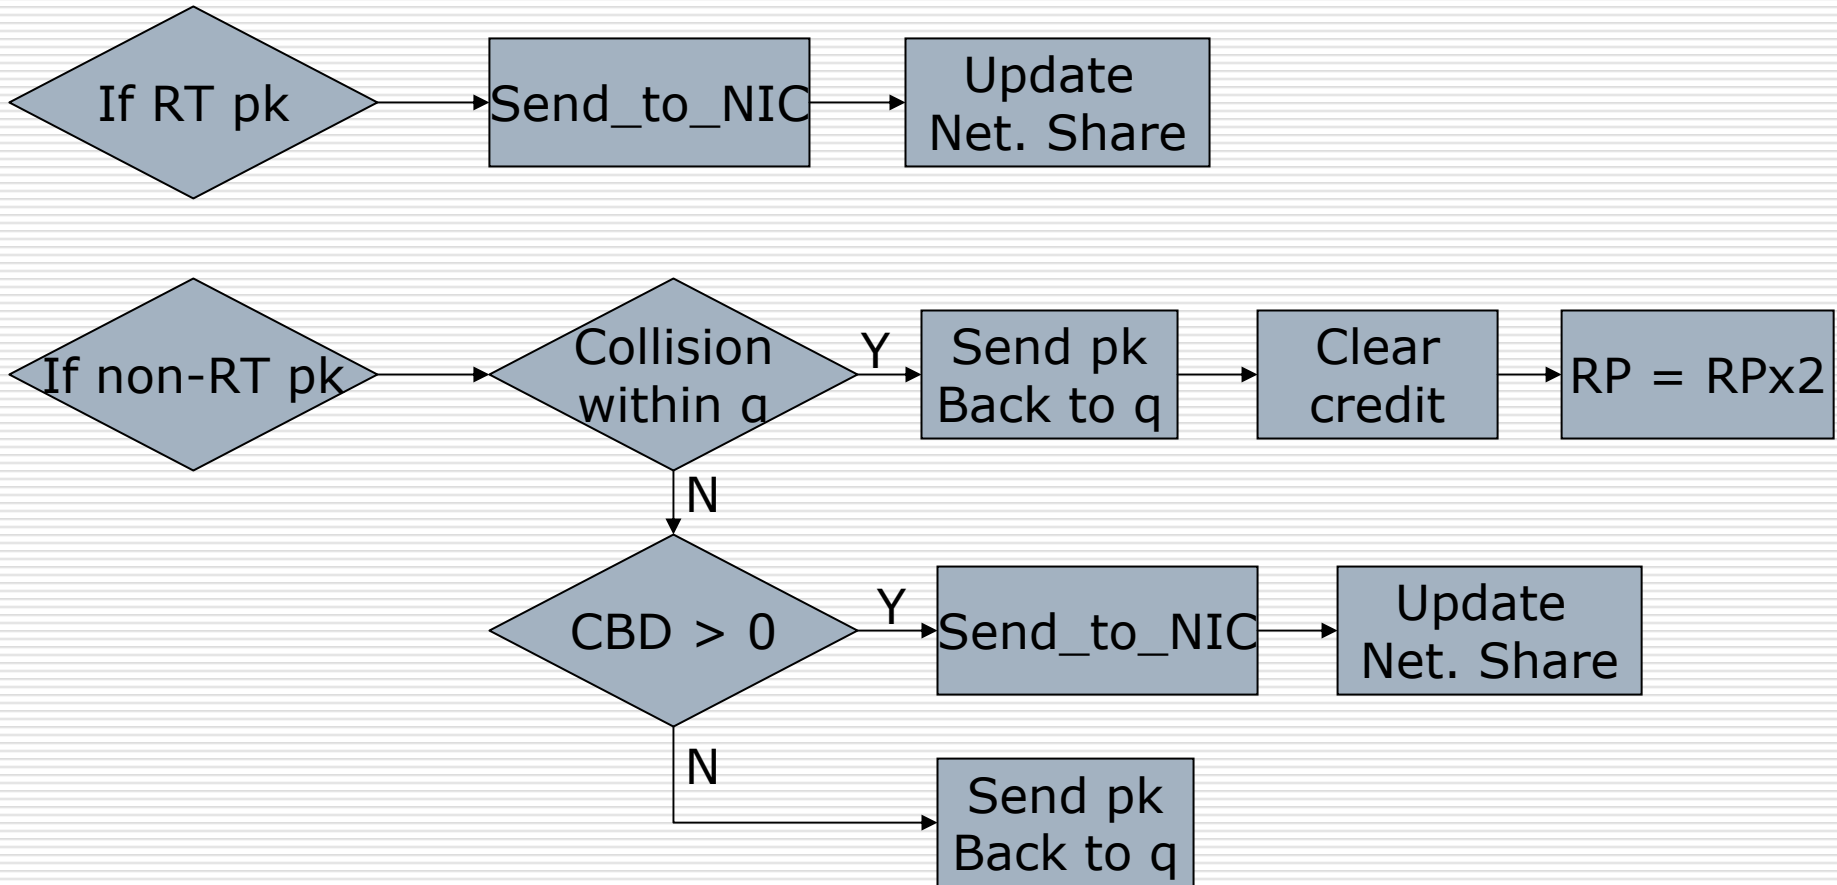 If RT pk
Send_to_NIC
Update
Net. Share
If non-RT pk
Collision
within α
Y
Send pk
Back to q
Clear
credit
RP = RPx2
N
CBD > 0
Y
Send_to_NIC
Update
Net. Share
N
Send pk
Back to q